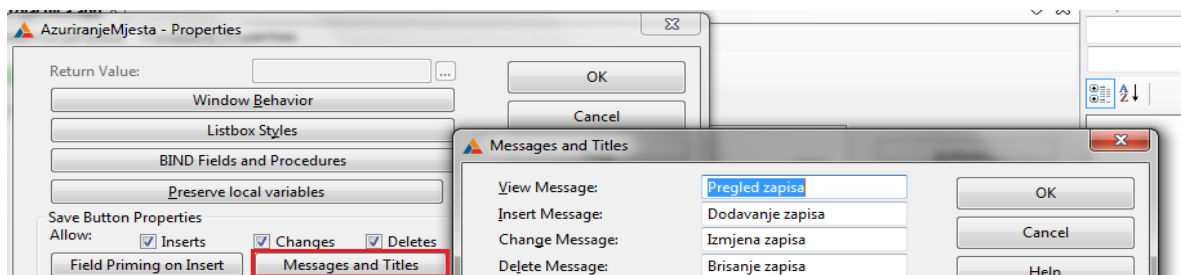 AzuriranjeMjesta - Properties
Return Value:
...
OK
Window Behavior
Cancel
Listbox Styles
BIND Fields and Procedures
Preserve local variables
Save Button Properties
Allow:
Inserts
Changes
Deletes
Field Priming on Insert
Messages and Titles
Messages and Titles
View Message:
Pregled zapisa
OK
Insert Message:
Dodavanje zapisa
Change Message:
Izmjena zapisa
Cancel
Delete Message:
Brisanje zapisa
Help